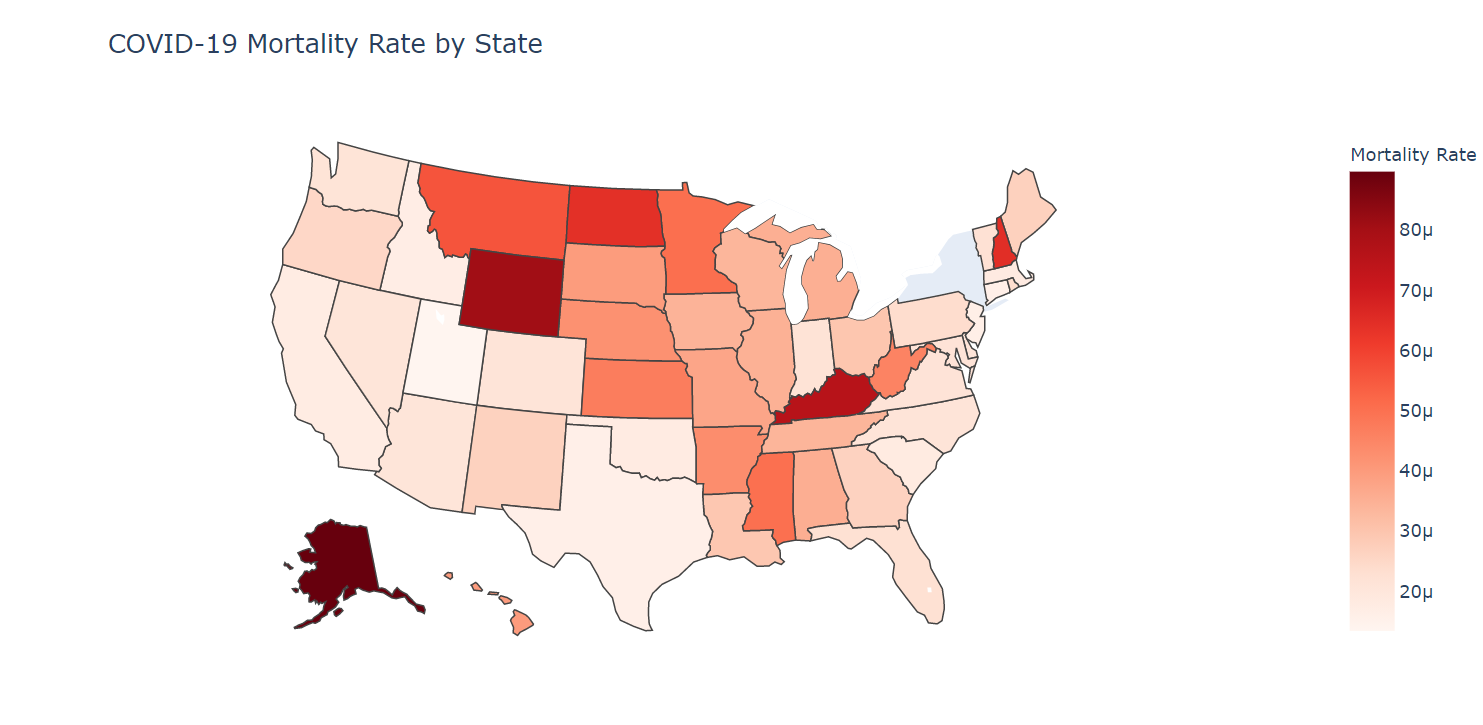 COVID-19 Mortality Rate by State
Mortality Rate
80μ
70μ
60μ
50μ
40μ
30μ
20μ